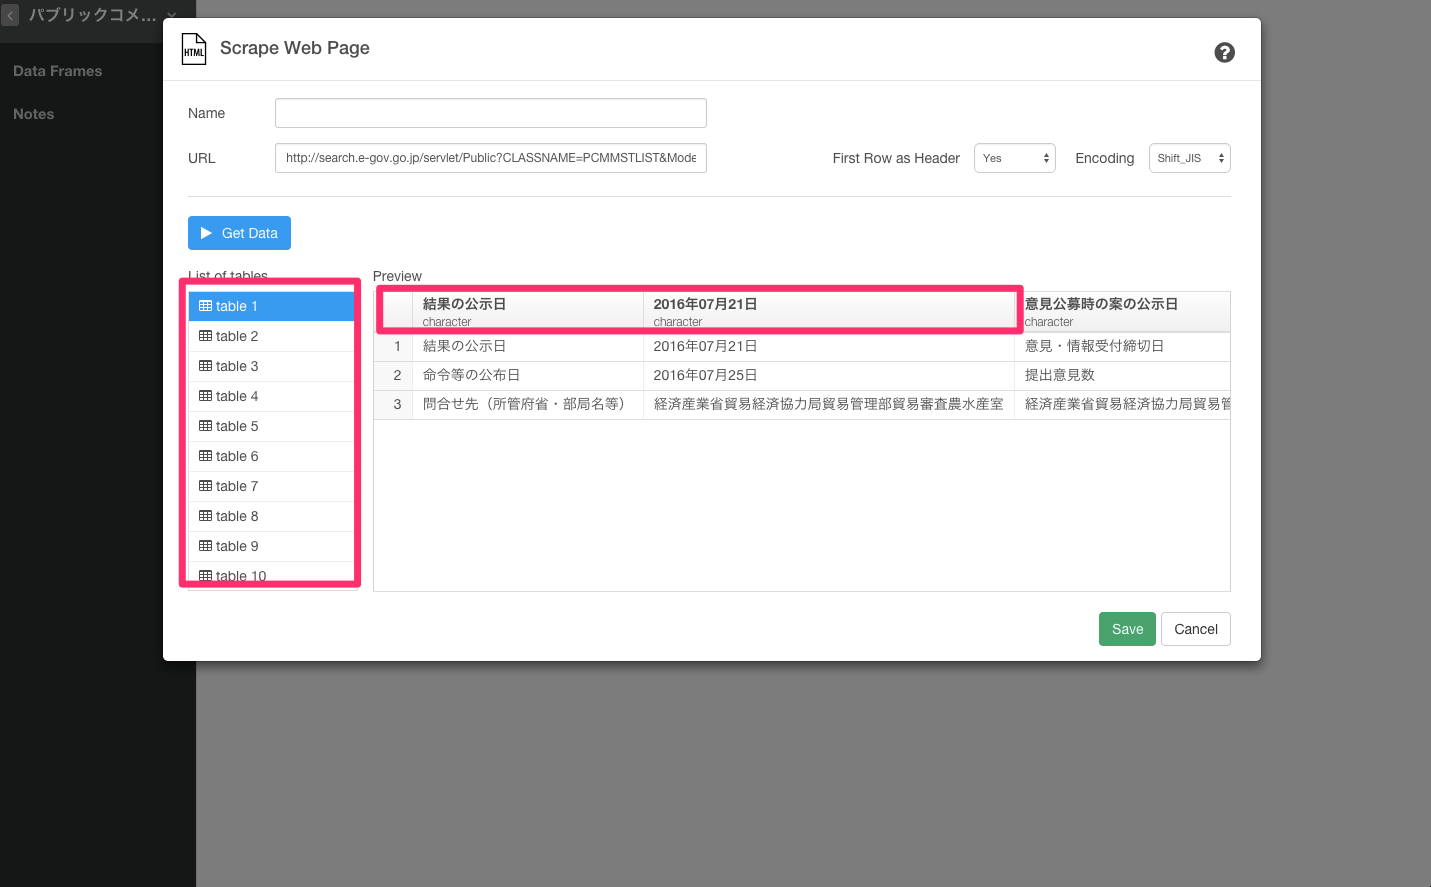 パブリックコメ...
Data Frames
Notes
HTML
Scrape Web Page
?
Name
URL
http://search.e-gov.go.jp/servlet/Public?CLASSNAME=PCMMSTLIST&Mode
First Row as Header
Yes
Encoding
Shift_JIS
Get Data
List of tables
table 1
table 2
table 3
table 4
table 5
table 6
table 7
table 8
table 9
table 10
Preview
結果の公示日 2016年07月21日 意見公募時の案の公示日
character character character
1 結果の公示日 2016年07月21日 意見・情報受付締切日
2 命令等の公布日 2016年07月25日 提出意見数
3 問合せ先（所管府省・部局名等） 経済産業省貿易経済協力局貿易管理部貿易審査農水産室 経済産業省貿易経済協力局貿易管
Save
Cancel